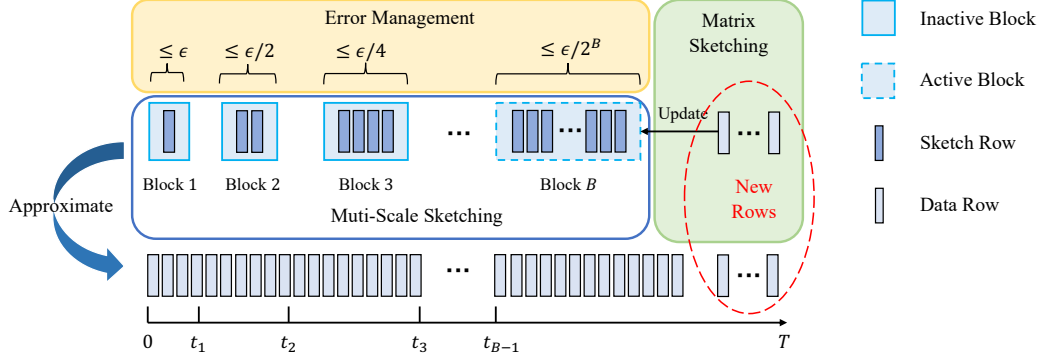 Error Management
≤ ϵ
≤ ϵ/2
≤ ϵ/4
≤ ϵ/2^B
Matrix
Sketching
Update
···
···
···
Block 1
Block 2
Block 3
Block B
Muti-Scale Sketching
New
Rows
Approximate
···
···
0
t_1
t_2
t_3
t_{B−1}
T
Inactive Block
Active Block
Sketch Row
Data Row